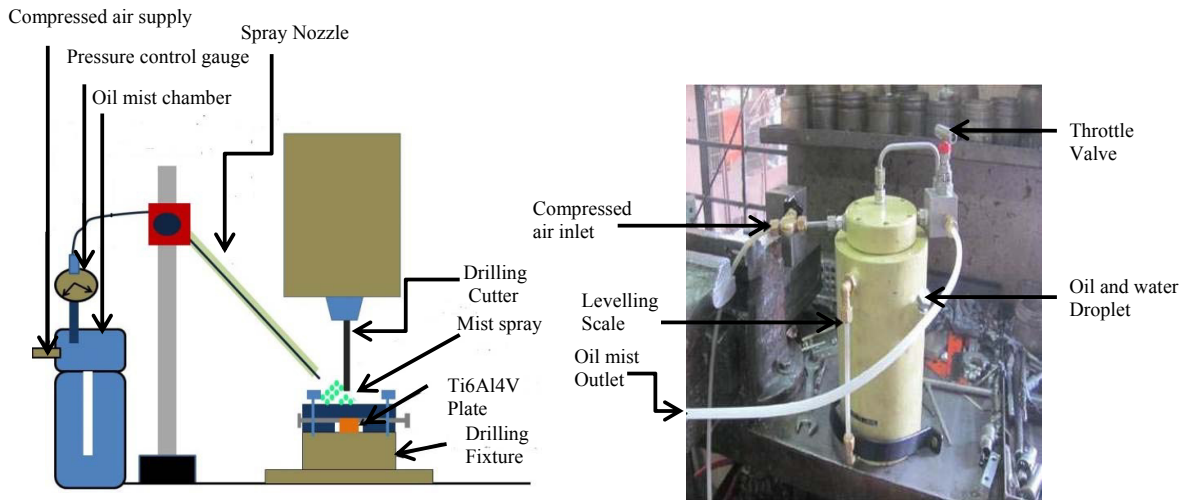 Compressed air supply
Spray Nozzle
Pressure control gauge
Oil mist chamber
Drilling
Cutter
Mist spray
Ti6Al4V
Plate
Drilling
Fixture
Throttle
Valve
Compressed
air inlet
Levelling
Scale
Oil and water
Droplet
Oil mist
Outlet